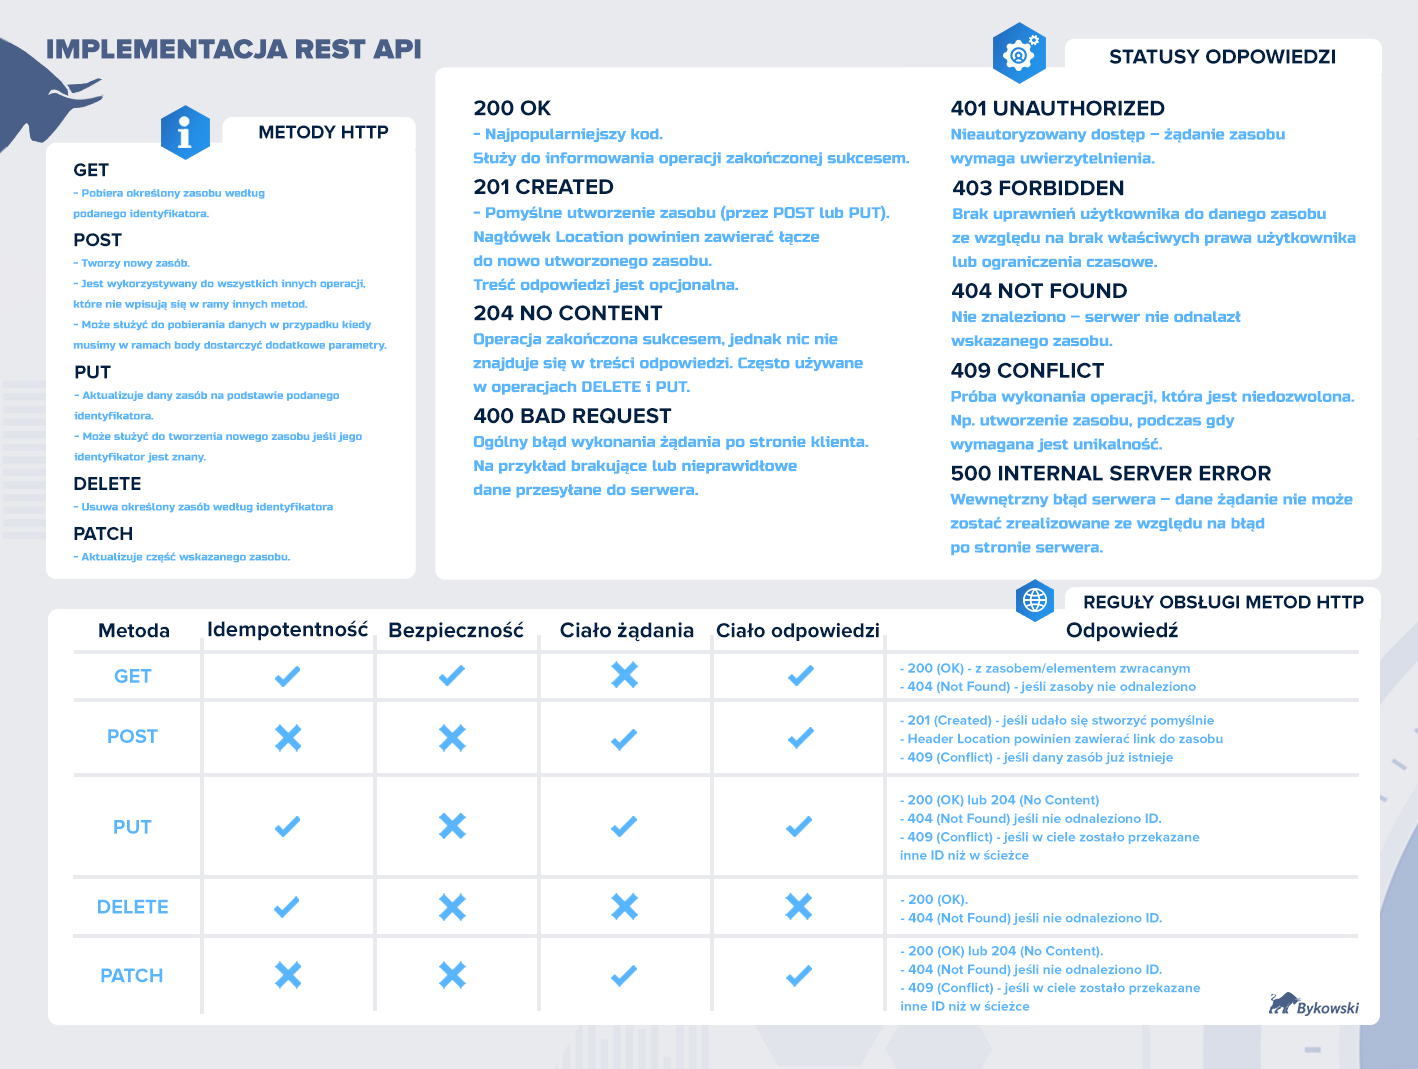 IMPLEMENTACJA REST API
METODY HTTP
GET
- Pobiera określony zasobu według
podanego identyfikatora.
POST
- Tworzy nowy zasób.
- Jest wykorzystywany do wszystkich innych operacji,
które nie wpisują się w ramy innych metod.
- Może służyć do pobierania danych w przypadku kiedy
musimy w ramach body dostarczyć dodatkowe parametry.
PUT
- Aktualizuje dany zasób na podstawie podanego
identyfikatora.
- Może służyć do tworzenia nowego zasobu jeśli jego
identyfikator jest znany.
DELETE
- Usuwa określony zasób według identyfikatora
PATCH
- Aktualizuje część wskazanego zasobu.
STATUSY ODPOWIEDZI
200 OK
- Najpopularniejszy kod.
Służy do informowania operacji zakończonej sukcesem.
201 CREATED
- Pomyślne utworzenie zasobu (przez POST lub PUT).
Nagłówek Location powinien zawierać łącze
do nowo utworzonego zasobu.
Treść odpowiedzi jest opcjonalna.
204 NO CONTENT
Operacja zakończona sukcesem, jednak nic nie
znajduje się w treści odpowiedzi. Często używane
w operacjach DELETE i PUT.
400 BAD REQUEST
Ogólny błąd wykonania żądania po stronie klienta.
Na przykład brakujące lub nieprawidłowe
dane przesyłane do serwera.
401 UNAUTHORIZED
Nieautoryzowany dostęp – żądanie zasobu
wymaga uwierzytelnienia.
403 FORBIDDEN
Brak uprawnień użytkownika do danego zasobu
ze względu na brak właściwych prawa użytkownika
lub ograniczenia czasowe.
404 NOT FOUND
Nie znaleziono – serwer nie odnalazł
wskazanego zasobu.
409 CONFLICT
Próba wykonania operacji, która jest niedozwolona.
Np. utworzenie zasobu, podczas gdy
wymagana jest unikalność.
500 INTERNAL SERVER ERROR
Wewnętrzny błąd serwera – dane żądanie nie może
zostać zrealizowane ze względu na błąd
po stronie serwera.
REGUŁY OBSŁUGI METOD HTTP
Metoda Idempotentność Bezpieczność Ciało żądania Ciało odpowiedzi Odpowiedź
GET
- 200 (OK) - z zasobem/elementem zwracanym
- 404 (Not Found) - jeśli zasoby nie odnaleziono
POST
- 201 (Created) - jeśli udało się stworzyć pomyślnie
- Header Location powinien zawierać link do zasobu
- 409 (Conflict) - jeśli dany zasób już istnieje
PUT
- 200 (OK) lub 204 (No Content)
- 404 (Not Found) jeśli nie odnaleziono ID.
- 409 (Conflict) - jeśli w ciele zostało przekazane
inne ID niż w ścieżce
DELETE
- 200 (OK).
- 404 (Not Found) jeśli nie odnaleziono ID.
PATCH
- 200 (OK) lub 204 (No Content).
- 404 (Not Found) jeśli nie odnaleziono ID.
- 409 (Conflict) - jeśli w ciele zostało przekazane
inne ID niż w ścieżce
Bykowski